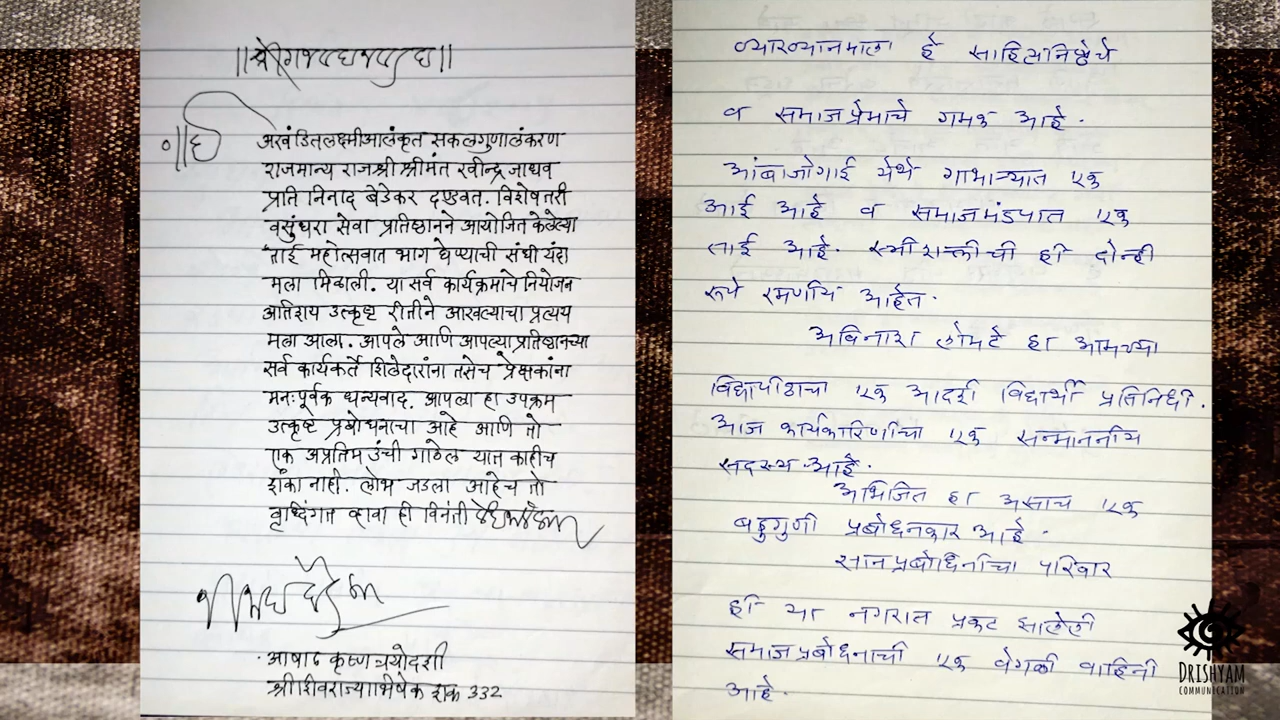 अखंडितलक्ष्मीआलंकृत सकलगुणालंकरण
राजमान्य राजश्री श्रीमंत रवीन्द्र जाधव
प्रति निनाद बेडेकर दण्डवत. विशेष तरी
वसुंधरा सेवा प्रतिष्ठानने आयोजित केलेल्या
ताई महोत्सवात भाग घेण्याची संधी यंदा
मला मिळाली. या सर्व कार्यक्रमाचे नियोजन
अतिशय उत्कृष्ट रीतीने आखल्याचा प्रत्यय
मला आला. आपले आणि आपल्या प्रतिष्ठानच्या
सर्व कार्यकर्ते शिलेदारांना तसेच प्रेक्षकांना
मनःपूर्वक धन्यवाद. आपला हा उपक्रम
उत्कृष्ट प्रबोधनाचा आहे आणि तो
एक अप्रतिम उंची गाठेल यात काहीच
शंका नाही. लोभ जडला आहेच तो
वृध्दिंगत व्हावा ही विनंती
आषाढ कृष्ण त्रयोदशी
श्रीशिवराज्याभिषेक शक 332
व्याख्यानमाला हे साहित्यनिष्ठेचे
व समाजप्रेमाचे गमक आहे.
आंबाजोगाई येथे गाभाऱ्यात एक
आई आहे व समाजमंडपात एक
ताई आहे. स्त्रीशक्तीची ही दोन्ही
रूपे रमणीय आहेत.
अविनाश लोमटे हा आमच्या
विद्यापीठाचा एक आदर्श विद्यार्थी प्रतिनिधी.
आज कार्यकारिणीचा एक सन्माननीय
सदस्य आहे.
अभिजित हा असाच एक
बहुगुणी प्रबोधनकार आहे.
ज्ञानप्रबोधिनीचा परिवार
ही या नगरात प्रकट झालेली
समाजप्रबोधनाची एक वेगळी वाहिनी
आहे.
DRISHYAM
COMMUNICATION